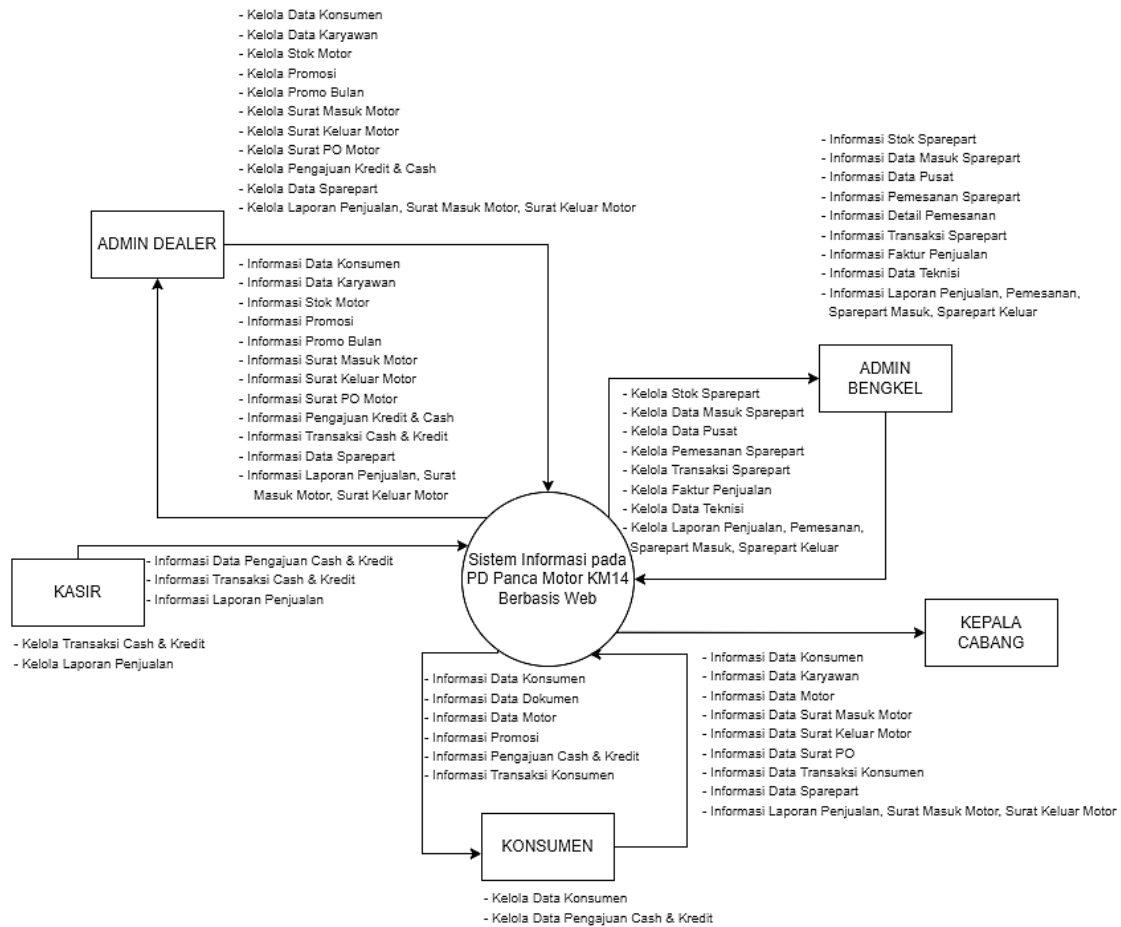 - Kelola Data Konsumen
- Kelola Data Karyawan
- Kelola Stok Motor
- Kelola Promosi
- Kelola Promo Bulan
- Kelola Surat Masuk Motor
- Kelola Surat Keluar Motor
- Kelola Surat PO Motor
- Kelola Pengajuan Kredit & Cash
- Kelola Data Sparepart
- Kelola Laporan Penjualan, Surat Masuk Motor, Surat Keluar Motor
ADMIN DEALER
- Informasi Data Konsumen
- Informasi Data Karyawan
- Informasi Stok Motor
- Informasi Promosi
- Informasi Promo Bulan
- Informasi Surat Masuk Motor
- Informasi Surat Keluar Motor
- Informasi Surat PO Motor
- Informasi Pengajuan Kredit & Cash
- Informasi Transaksi Cash & Kredit
- Informasi Data Sparepart
- Informasi Laporan Penjualan, Surat
Masuk Motor, Surat Keluar Motor
- Informasi Stok Sparepart
- Informasi Data Masuk Sparepart
- Informasi Data Pusat
- Informasi Pemesanan Sparepart
- Informasi Detail Pemesanan
- Informasi Transaksi Sparepart
- Informasi Faktur Penjualan
- Informasi Data Teknisi
- Informasi Laporan Penjualan, Pemesanan,
Sparepart Masuk, Sparepart Keluar
ADMIN
BENGKEL
- Kelola Stok Sparepart
- Kelola Data Masuk Sparepart
- Kelola Data Pusat
- Kelola Pemesanan Sparepart
- Kelola Transaksi Sparepart
- Kelola Faktur Penjualan
- Kelola Data Teknisi
- Kelola Laporan Penjualan, Pemesanan,
Sparepart Masuk, Sparepart Keluar
Sistem Informasi pada
PD Panca Motor KM14
Berbasis Web
KASIR
- Informasi Data Pengajuan Cash & Kredit
- Informasi Transaksi Cash & Kredit
- Informasi Laporan Penjualan
- Kelola Transaksi Cash & Kredit
- Kelola Laporan Penjualan
KEPALA
CABANG
- Informasi Data Konsumen
- Informasi Data Karyawan
- Informasi Data Motor
- Informasi Data Surat Masuk Motor
- Informasi Data Surat Keluar Motor
- Informasi Data Surat PO
- Informasi Data Transaksi Konsumen
- Informasi Data Sparepart
- Informasi Laporan Penjualan, Surat Masuk Motor, Surat Keluar Motor
- Informasi Data Konsumen
- Informasi Data Dokumen
- Informasi Data Motor
- Informasi Promosi
- Informasi Pengajuan Cash & Kredit
- Informasi Transaksi Konsumen
KONSUMEN
- Kelola Data Konsumen
- Kelola Data Pengajuan Cash & Kredit